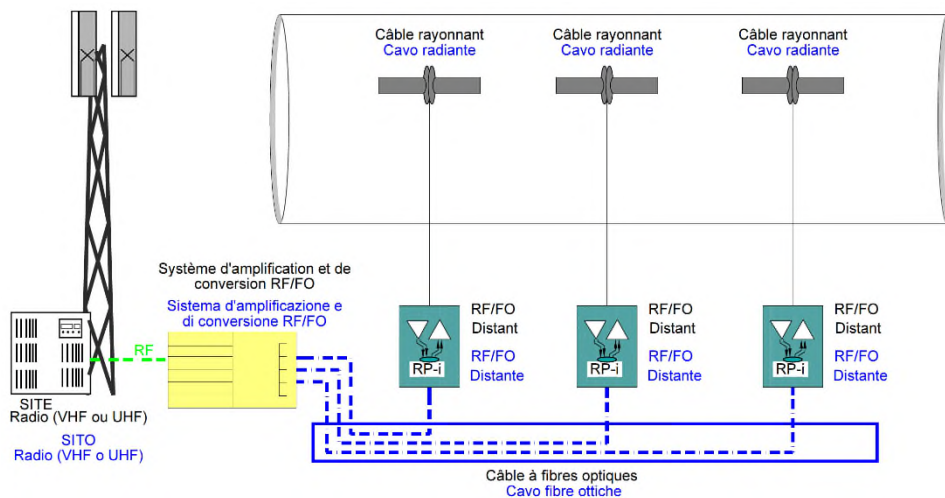 Câble rayonnant
Cavo radiante
Câble rayonnant
Cavo radiante
Câble rayonnant
Cavo radiante
Système d'amplification et de
conversion RF/FO
Sistema d'amplificazione e
di conversione RF/FO
RF/FO
Distant
RF/FO
Distante
RP-i
RF/FO
Distant
RF/FO
Distante
RP-i
RF/FO
Distant
RF/FO
Distante
RP-i
RF
SITE
Radio (VHF ou UHF)
SITO
Radio (VHF o UHF)
Câble à fibres optiques
Cavo fibre ottiche